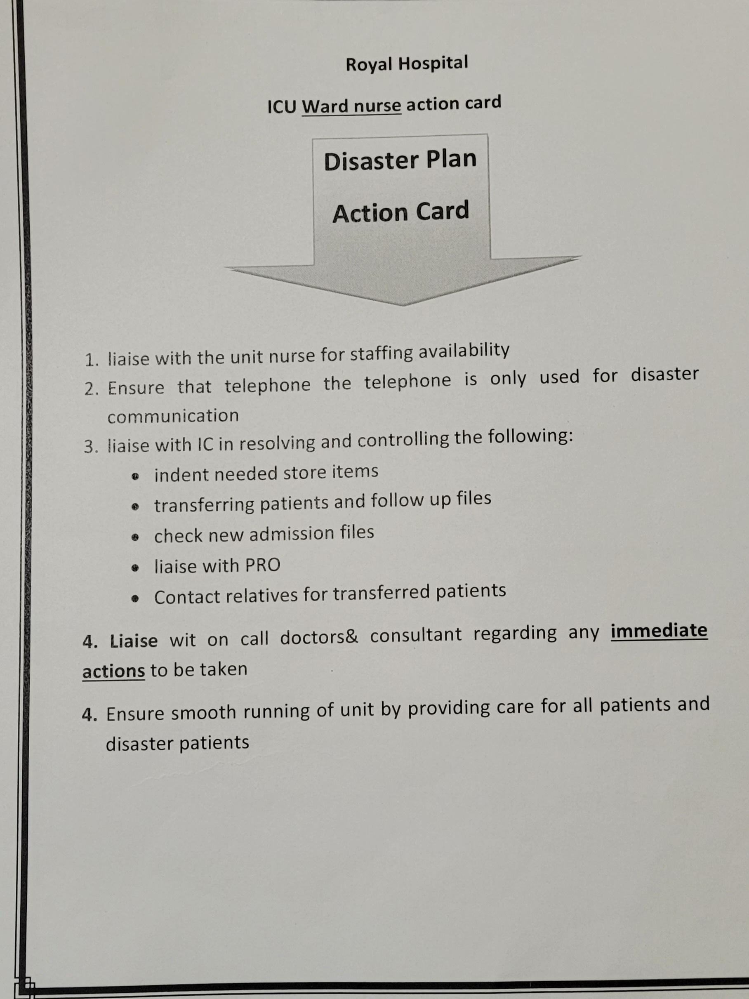 Royal Hospital
ICU Ward nurse action card
Disaster Plan
Action Card
1. liaise with the unit nurse for staffing availability
2. Ensure that telephone the telephone is only used for disaster
communication
3. liaise with IC in resolving and controlling the following:
• indent needed store items
• transferring patients and follow up files
• check new admission files
• liaise with PRO
• Contact relatives for transferred patients
4. Liaise wit on call doctors& consultant regarding any immediate
actions to be taken
4. Ensure smooth running of unit by providing care for all patients and
disaster patients